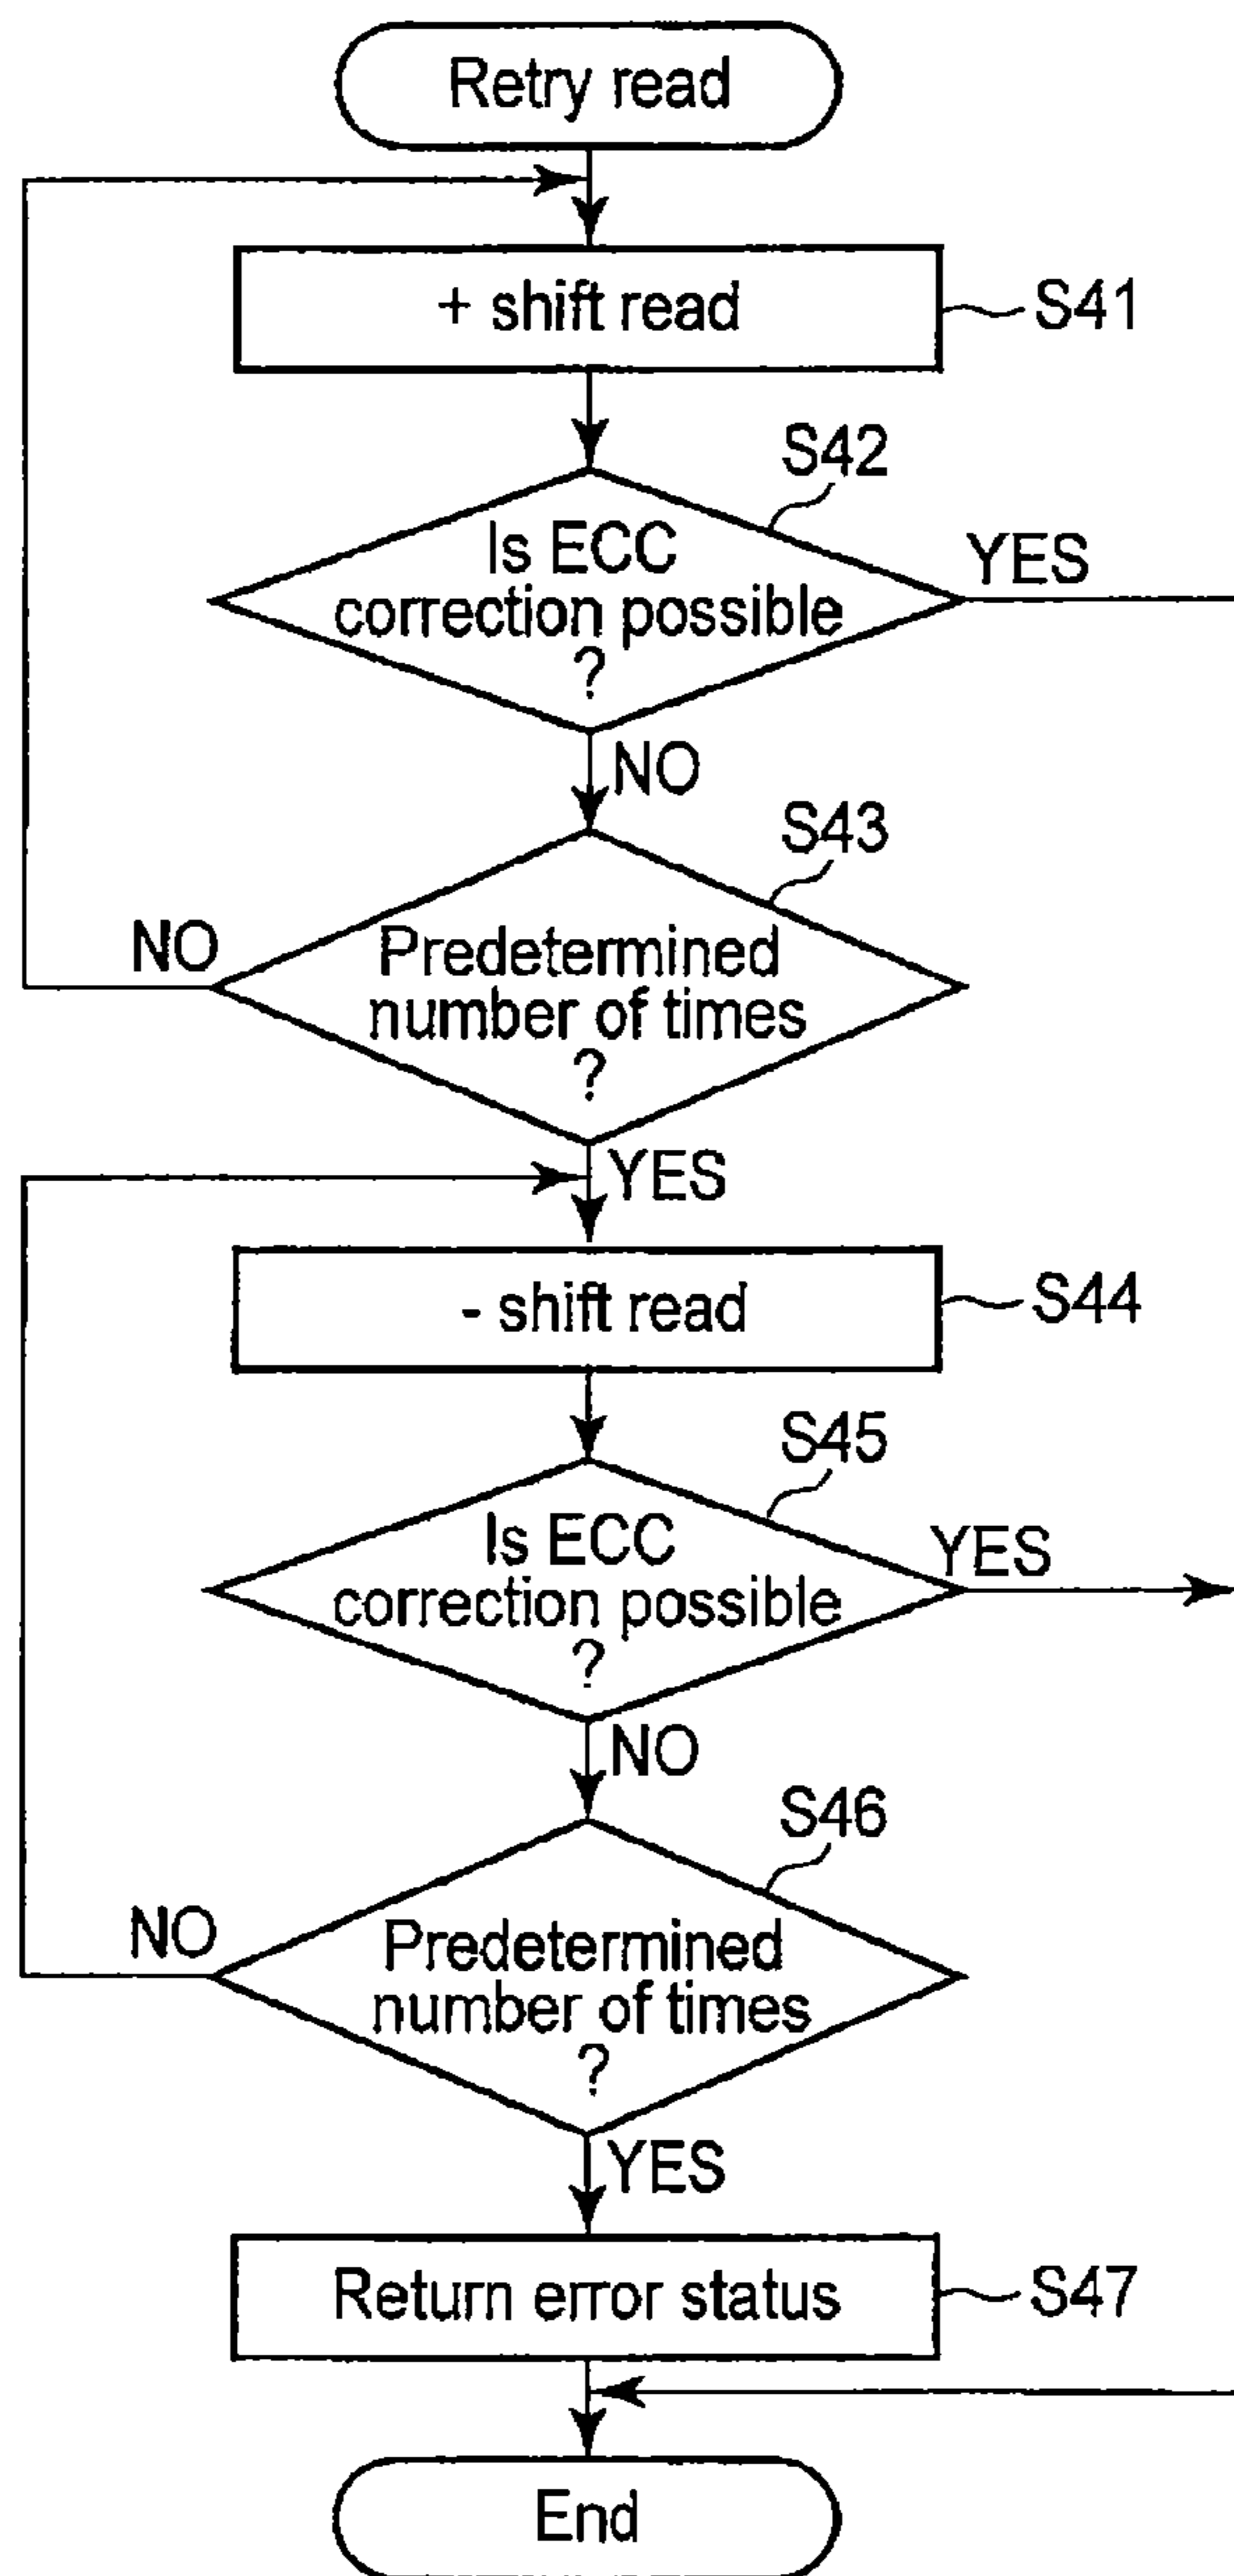 Retry read
+ shift read
S41
S42
Is ECC
correction possible
?
YES
NO
S43
Predetermined
number of times
?
NO
YES
- shift read
S44
S45
Is ECC
correction possible
?
YES
NO
S46
Predetermined
number of times
?
NO
YES
Return error status
S47
End